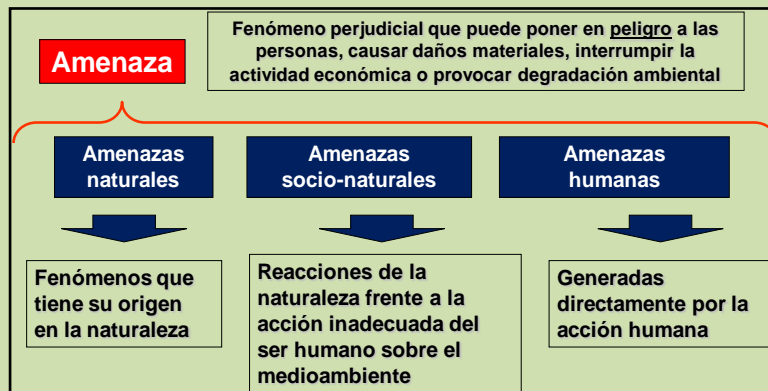 Amenaza
Fenómeno perjudicial que puede poner en peligro a las
personas, causar daños materiales, interrumpir la
actividad económica o provocar degradación ambiental
Amenazas
naturales
Amenazas
socio-naturales
Amenazas
humanas
Fenómenos que
tiene su origen
en la naturaleza
Reacciones de la
naturaleza frente a la
acción inadecuada del
ser humano sobre el
medioambiente
Generadas
directamente por la
acción humana